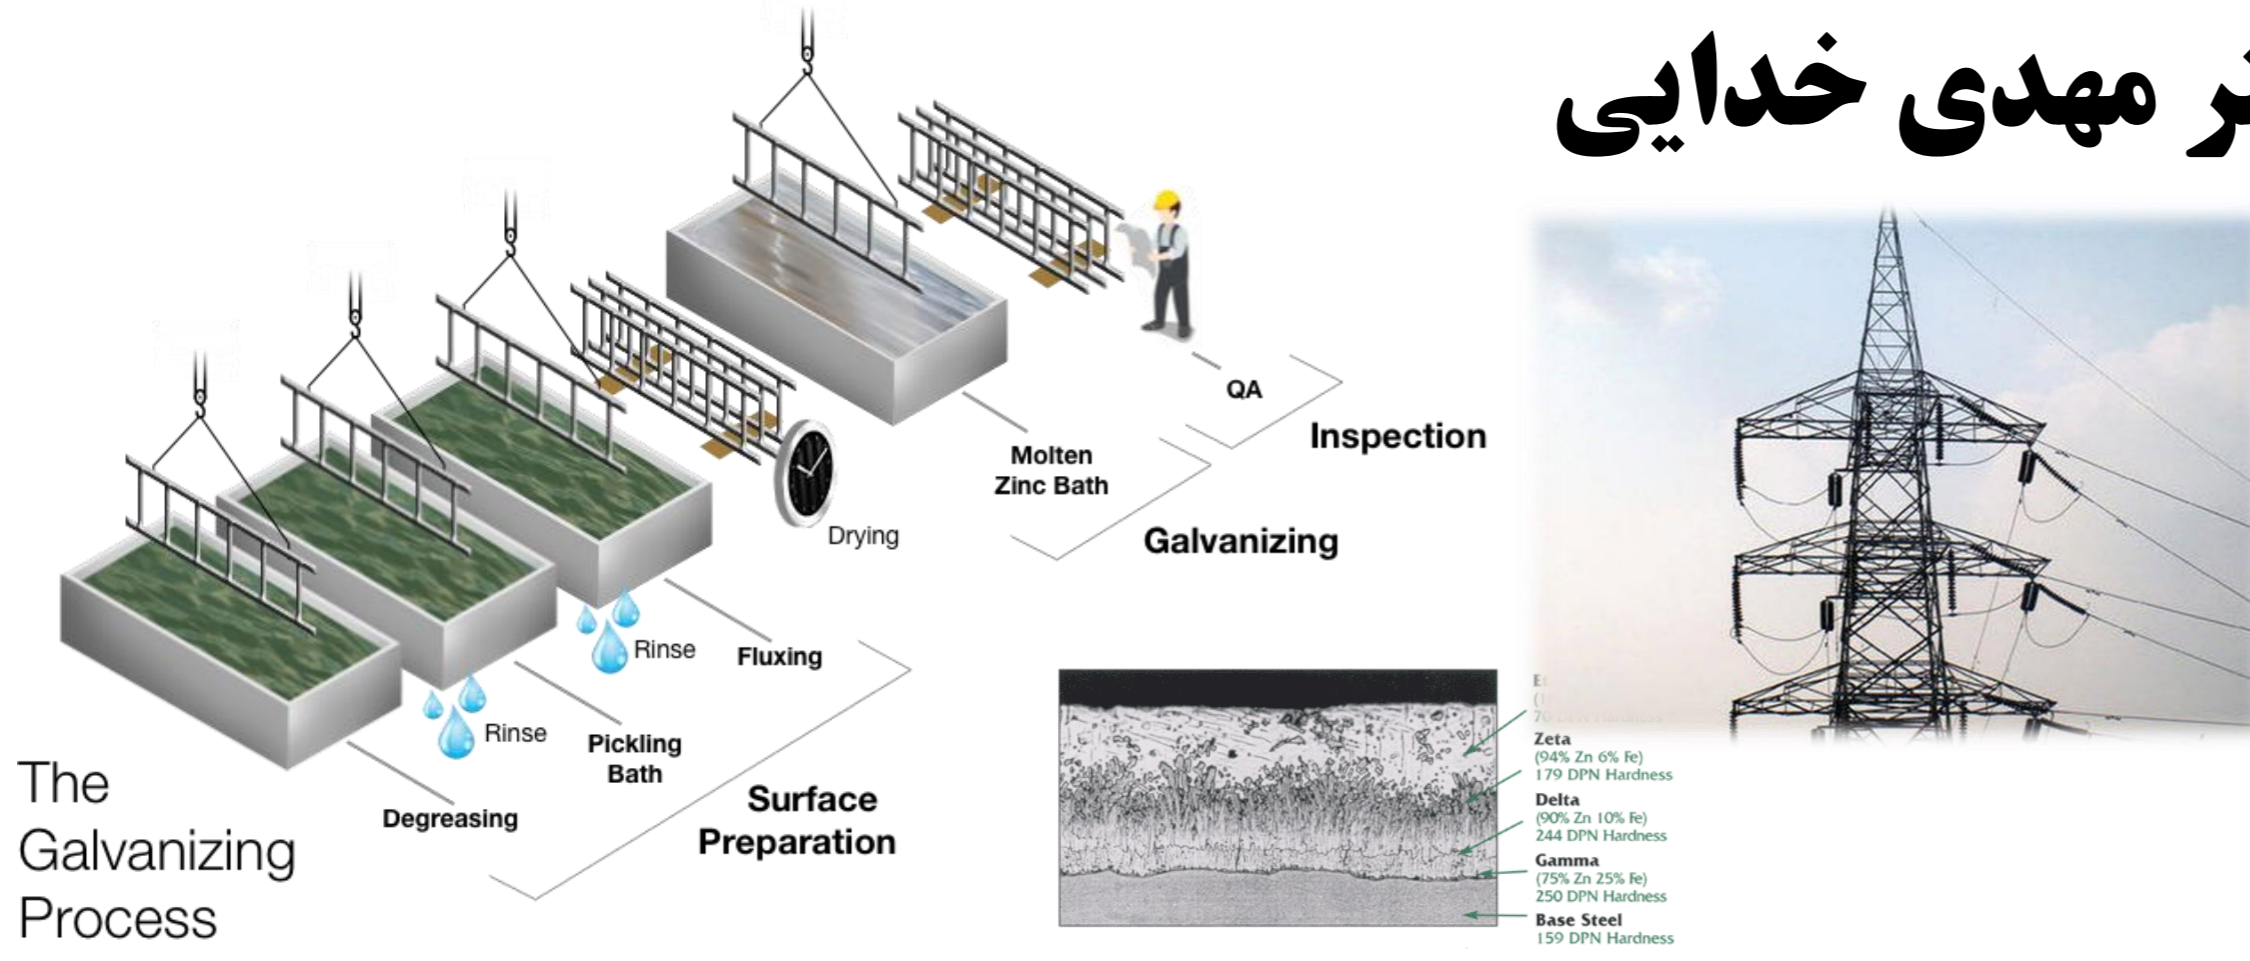 مهدی خدایی
QA
Inspection
Molten
Zinc Bath
Galvanizing
Drying
Fluxing
Rinse
Pickling
Bath
Rinse
Degreasing
Surface
Preparation
The
Galvanizing
Process
Zeta
(94% Zn 6% Fe)
179 DPN Hardness
Delta
(90% Zn 10% Fe)
244 DPN Hardness
Gamma
(75% Zn 25% Fe)
250 DPN Hardness
Base Steel
159 DPN Hardness